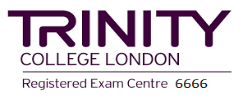 TRINITY
COLLEGE LONDON
Registered Exam Centre 6666